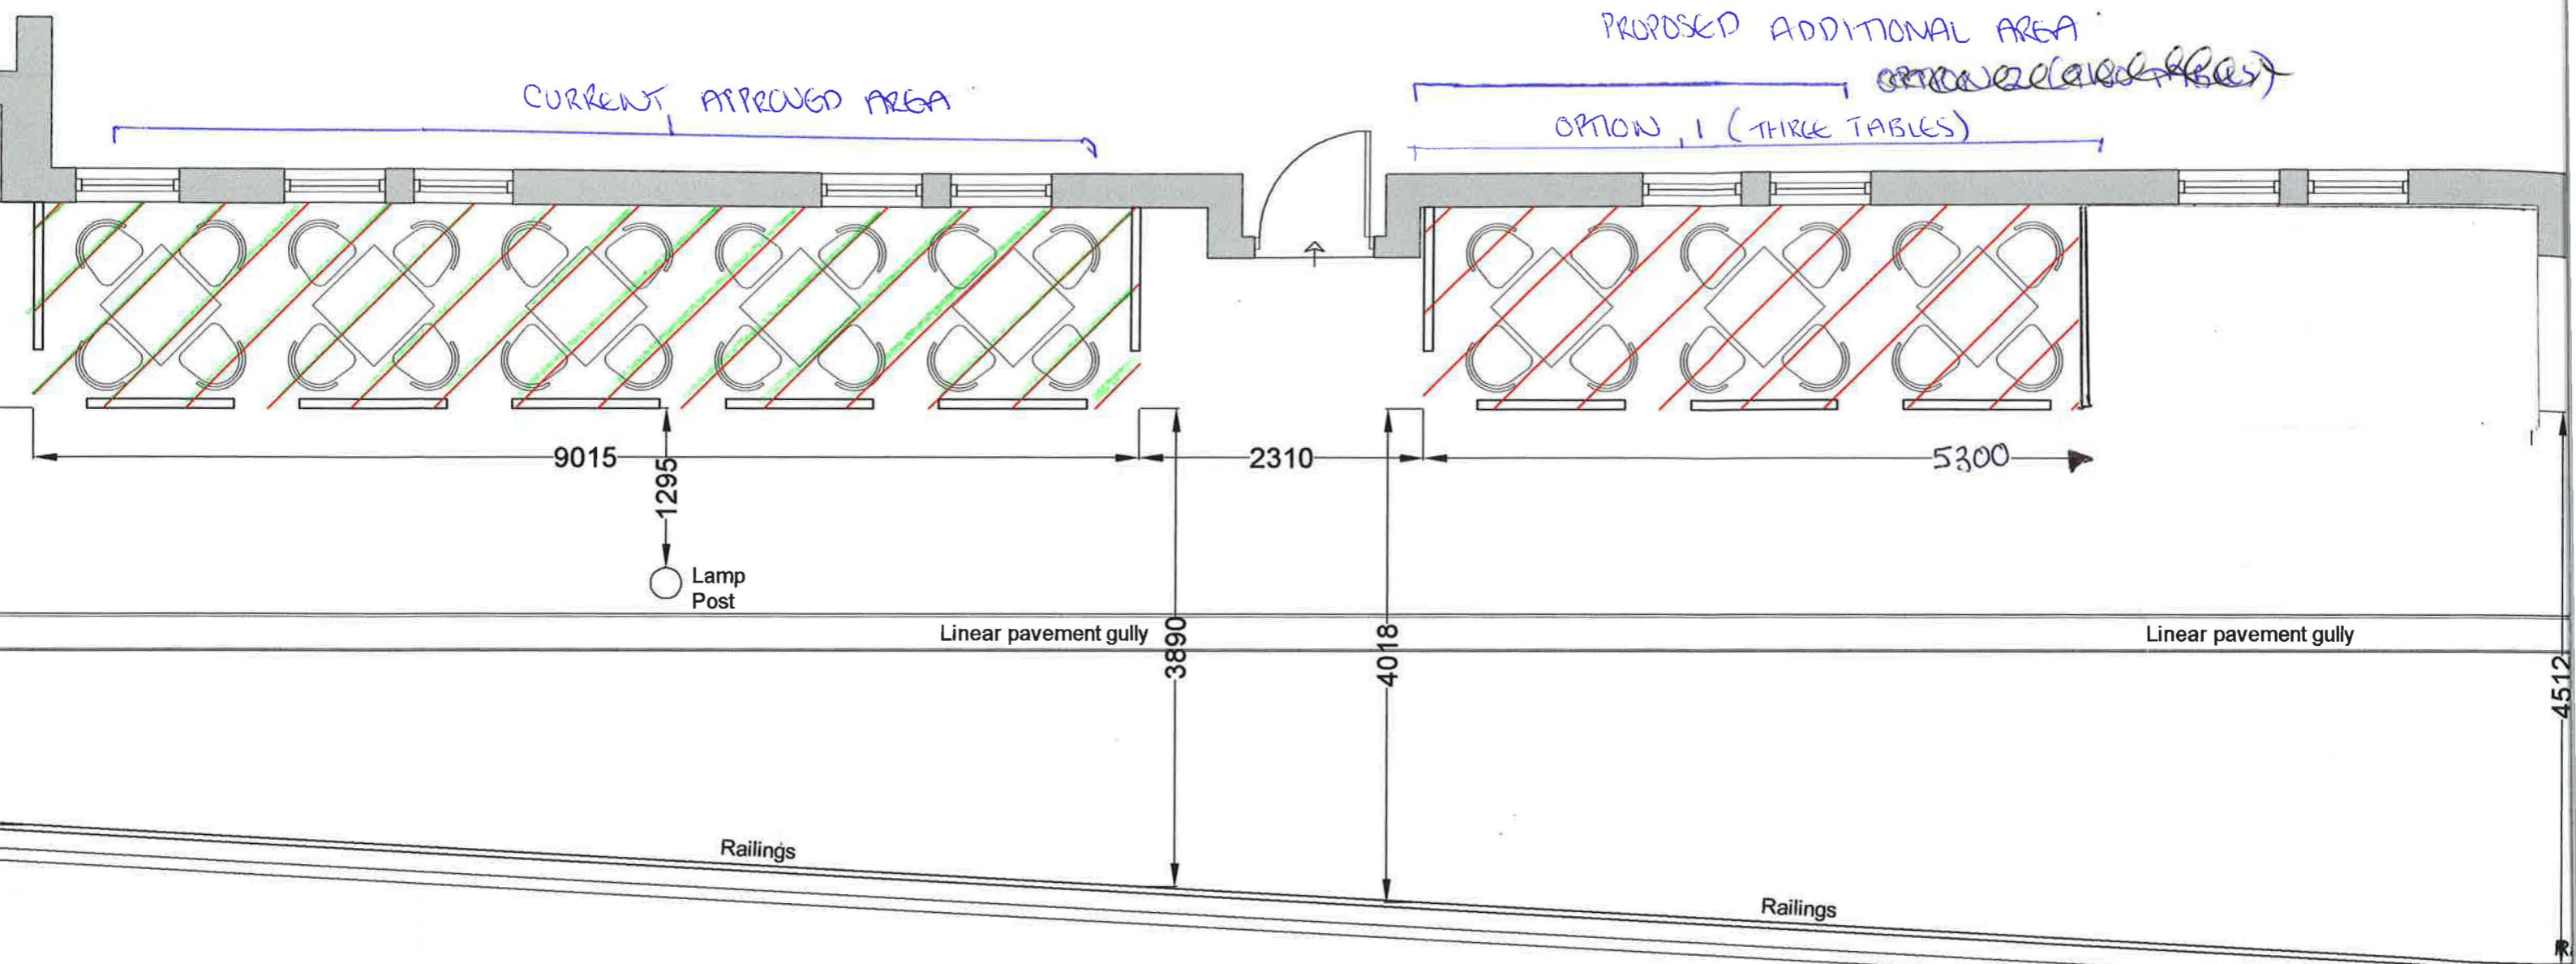 PROPOSED ADDITIONAL AREA
CURRENT APPROVED AREA
OPTION 1 (THREE TABLES)
9015
1295
2310
5300
Lamp
Post
Linear pavement gully
3890
4018
Linear pavement gully
4512
Railings
Railings